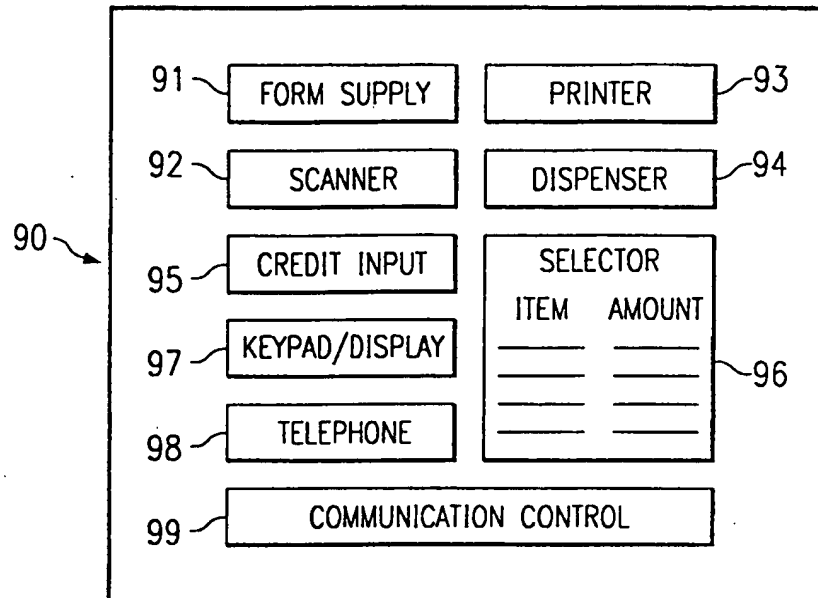 91 FORM SUPPLY PRINTER 93
92 SCANNER DISPENSER 94
90
95 CREDIT INPUT
SELECTOR
ITEM AMOUNT
97 KEYPAD/DISPLAY
96
98 TELEPHONE
99 COMMUNICATION CONTROL